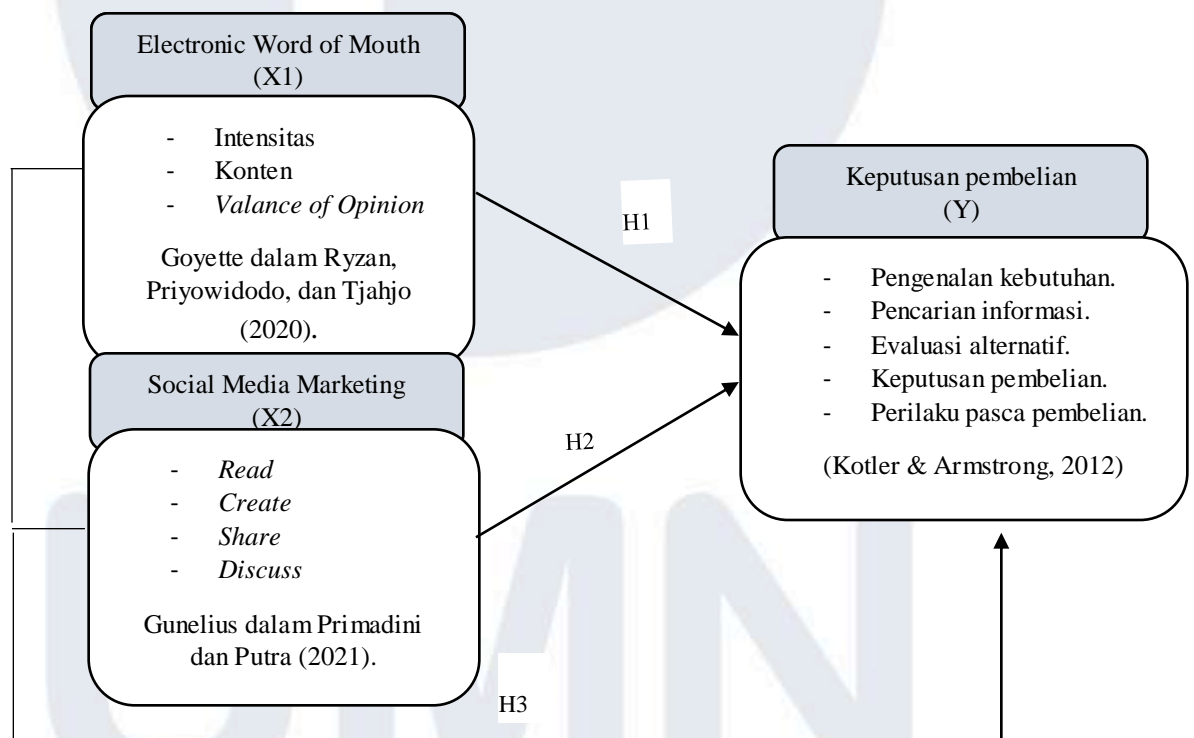 Electronic Word of Mouth
(X1)
- Intensitas
- Konten
- Valance of Opinion
Goyette dalam Ryzan,
Priyowidodo, dan Tjahjo
(2020).
Social Media Marketing
(X2)
- Read
- Create
- Share
- Discuss
Gunelius dalam Primadini
dan Putra (2021).
H1
H2
H3
Keputusan pembelian
(Y)
- Pengenalan kebutuhan.
- Pencarian informasi.
- Evaluasi alternatif.
- Keputusan pembelian.
- Perilaku pasca pembelian.
(Kotler & Armstrong, 2012)
UMN